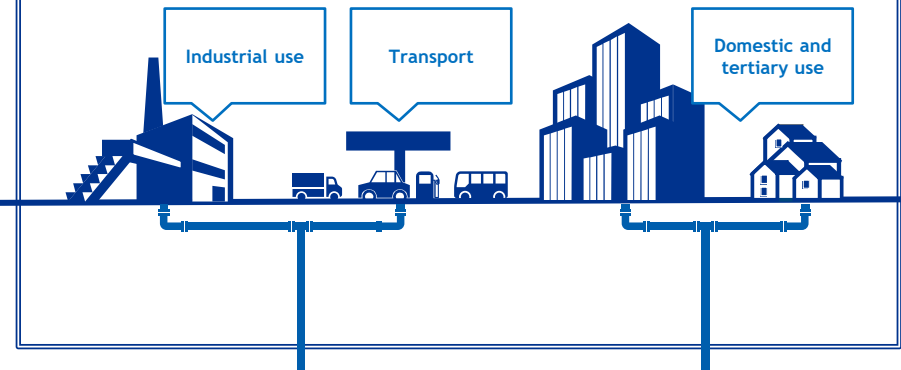 Industrial use
Transport
Domestic and
tertiary use